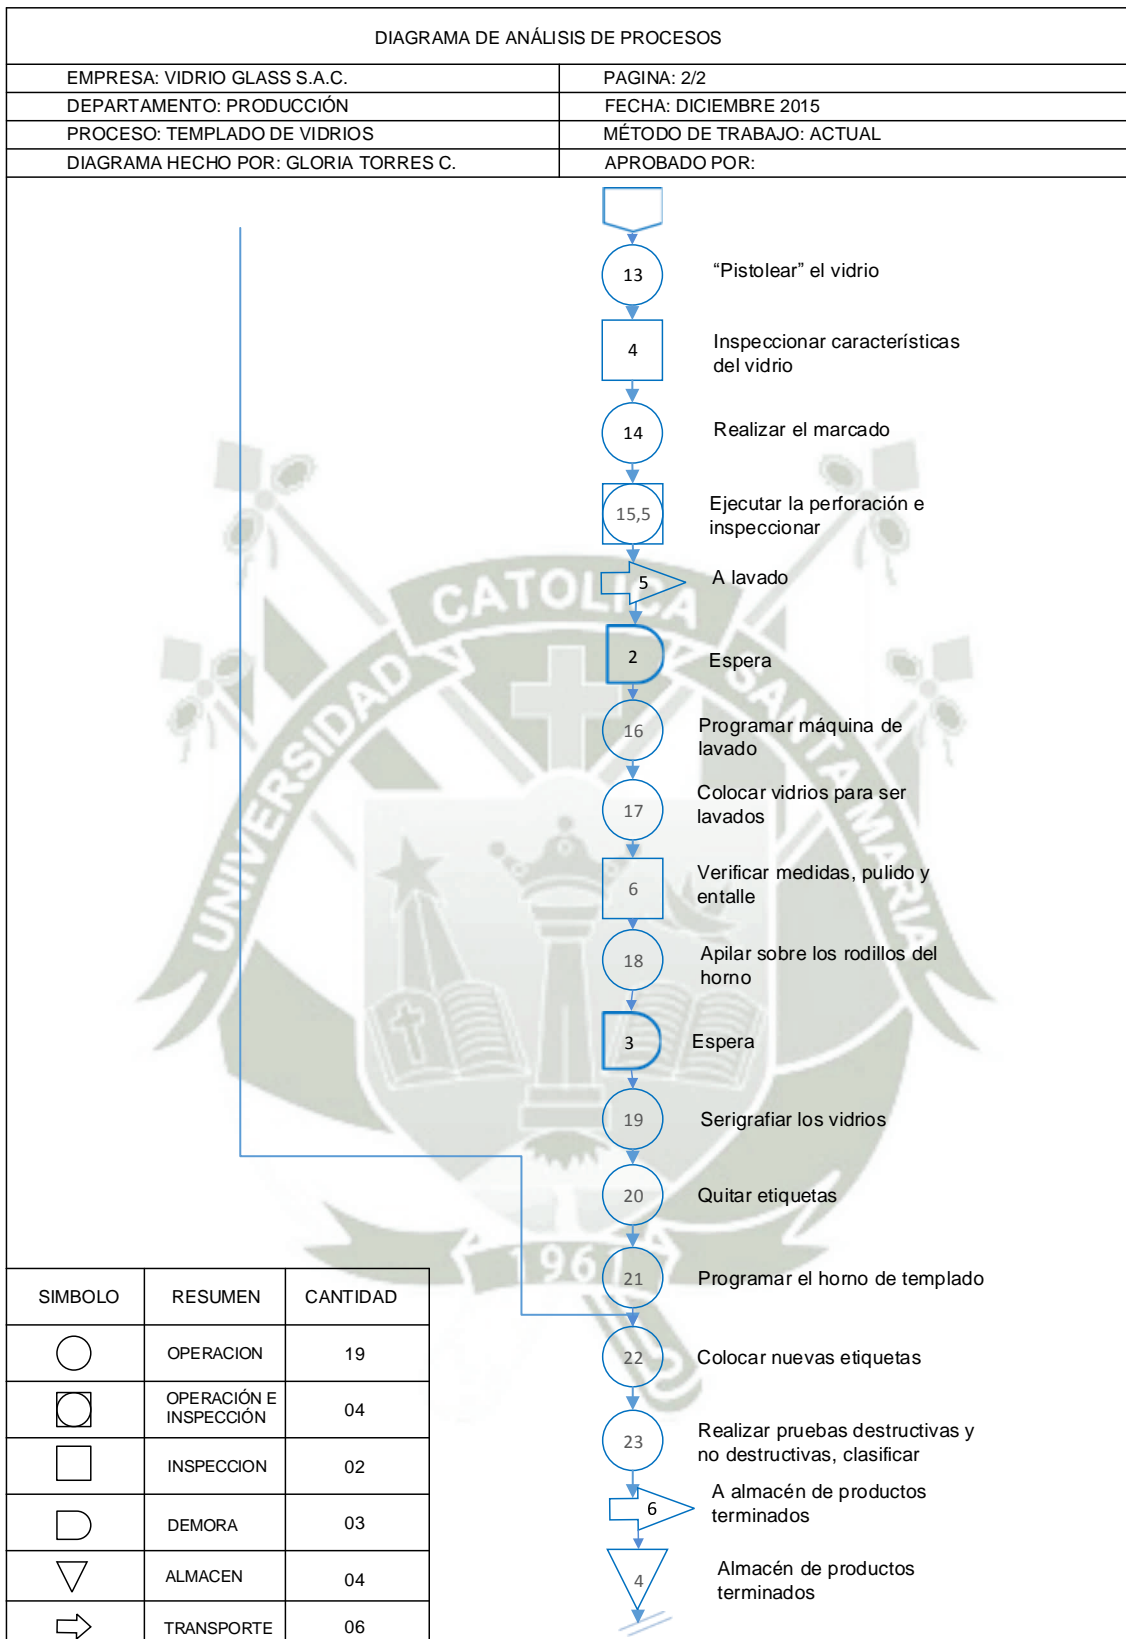 DIAGRAMA DE ANÁLISIS DE PROCESOS
EMPRESA: VIDRIO GLASS S.A.C.
PAGINA: 2/2
DEPARTAMENTO: PRODUCCIÓN
FECHA: DICIEMBRE 2015
PROCESO: TEMPLADO DE VIDRIOS
MÉTODO DE TRABAJO: ACTUAL
DIAGRAMA HECHO POR: GLORIA TORRES C.
APROBADO POR:
13
“Pistolear” el vidrio
4
Inspeccionar características
del vidrio
14
Realizar el marcado
15,5
Ejecutar la perforación e
inspeccionar
5
A lavado
2
Espera
16
Programar máquina de
lavado
17
Colocar vidrios para ser
lavados
6
Verificar medidas, pulido y
entalle
18
Apilar sobre los rodillos del
horno
3
Espera
19
Serigrafiar los vidrios
20
Quitar etiquetas
21
Programar el horno de templado
22
Colocar nuevas etiquetas
23
Realizar pruebas destructivas y
no destructivas, clasificar
6
A almacén de productos
terminados
4
Almacén de productos
terminados
SIMBOLO RESUMEN CANTIDAD
OPERACION 19
OPERACIÓN E
INSPECCIÓN
04
INSPECCION 02
DEMORA 03
ALMACEN 04
TRANSPORTE 06
UNIVERSIDAD CATOLICA SANTA MARIA
196